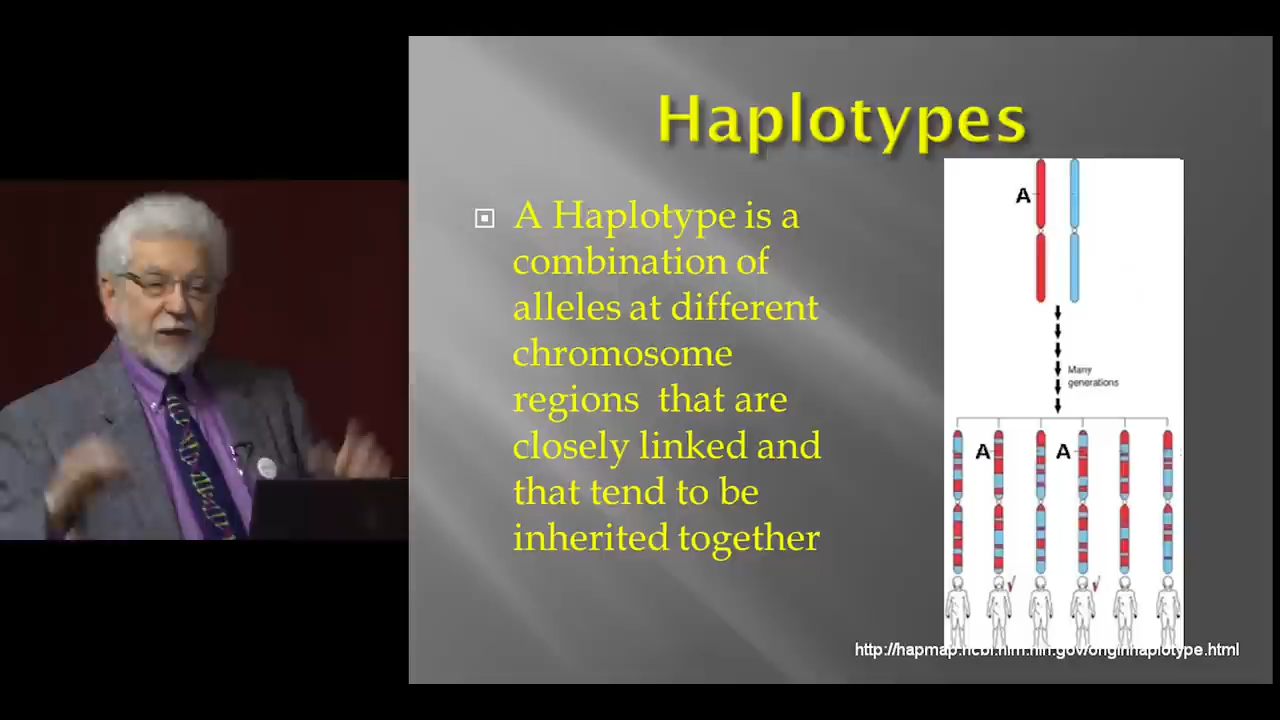 Haplotypes
A Haplotype is a
combination of
alleles at different
chromosome
regions that are
closely linked and
that tend to be
inherited together
A
Many
generations
A A
http://hapmap.ncbi.nlm.nih.gov/originhaplotype.html